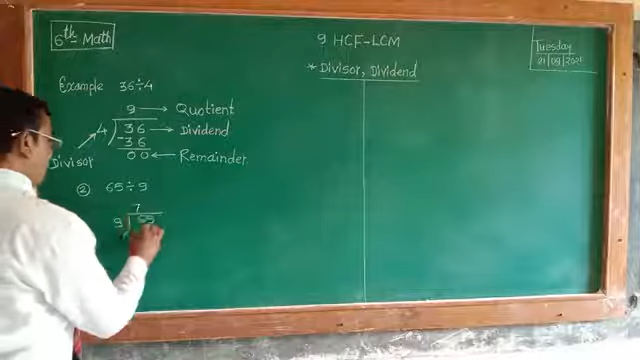 6th Math
9 HCF-LCM
Tuesday
21|09|2021
* Divisor, Dividend
Example 36÷4
9 → Quotient
4 36 → Dividend
-36
Divisor
00 ← Remainder
② 65÷9
7
9